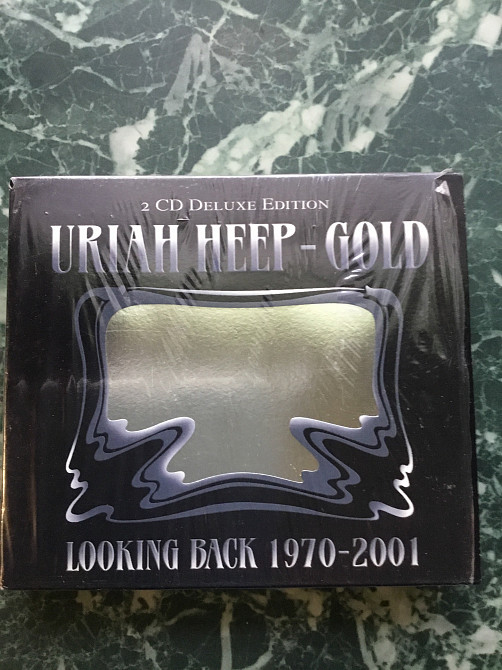 2 CD DELUXE EDITION
URIAH HEEP - GOLD
LOOKING BACK 1970-2001